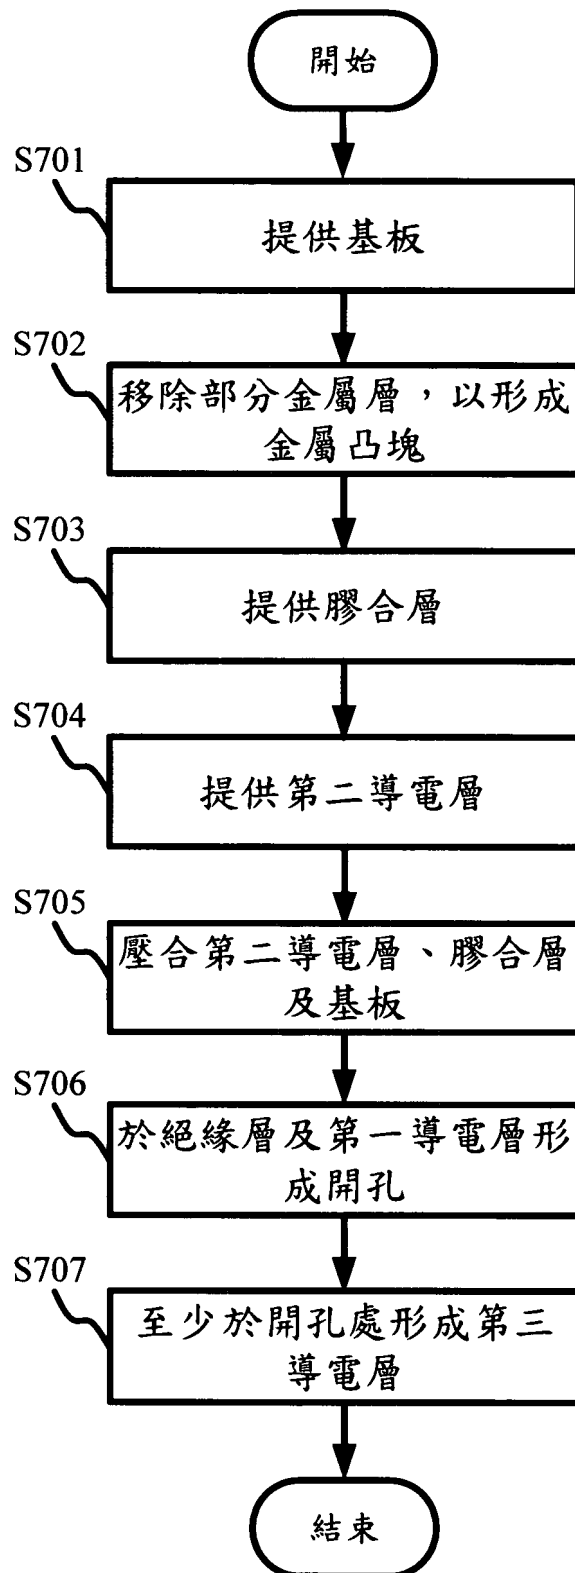 開始
S701
提供基板
S702
移除部分金屬層，以形成
金屬凸塊
S703
提供膠合層
S704
提供第二導電層
S705
壓合第二導電層、膠合層
及基板
S706
於絕緣層及第一導電層形
成開孔
S707
至少於開孔處形成第三
導電層
結束